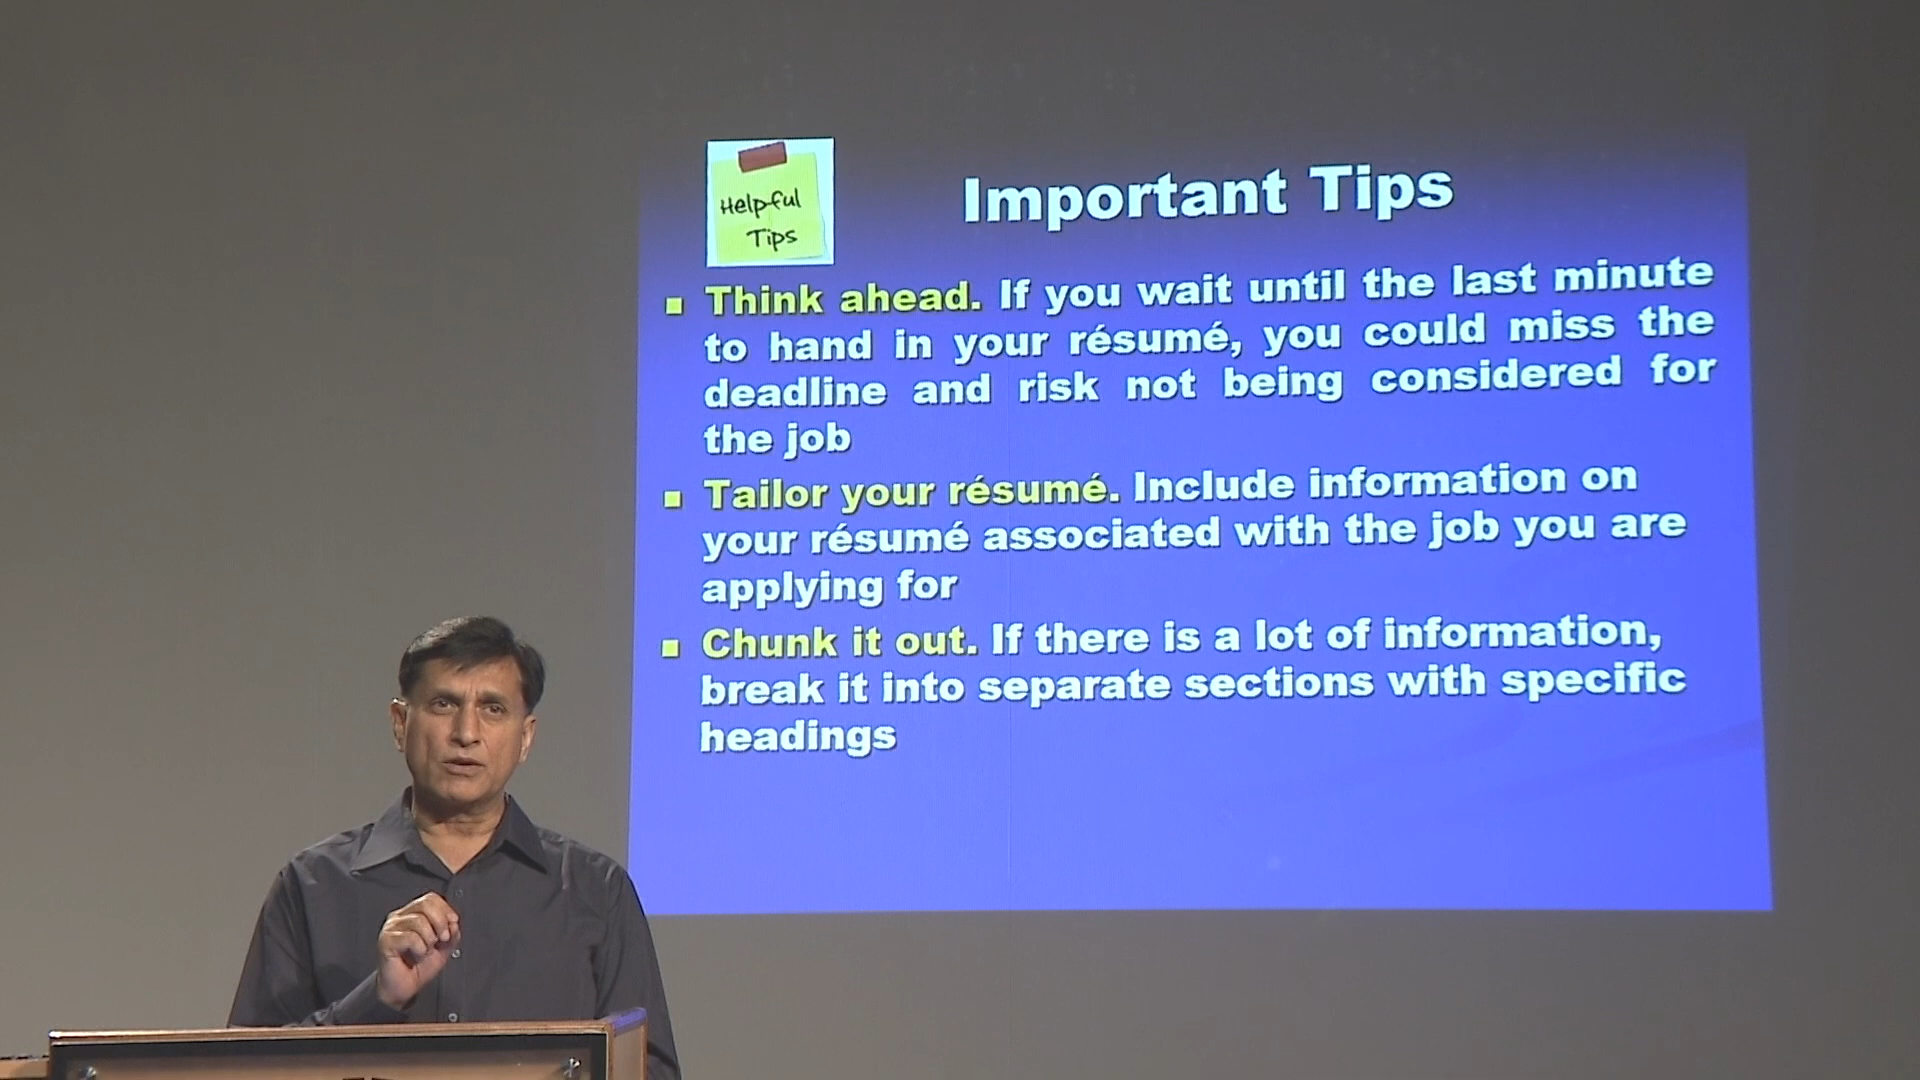 Helpful
Tips
Important Tips
Think ahead. If you wait until the last minute
to hand in your résumé, you could miss the
deadline and risk not being considered for
the job
Tailor your résumé. Include information on
your résumé associated with the job you are
applying for
Chunk it out. If there is a lot of information,
break it into separate sections with specific
headings